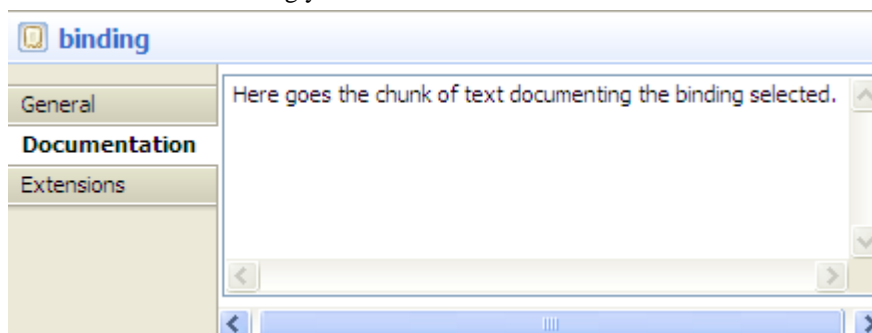 binding
General
Documentation
Extensions
Here goes the chunk of text documenting the binding selected.